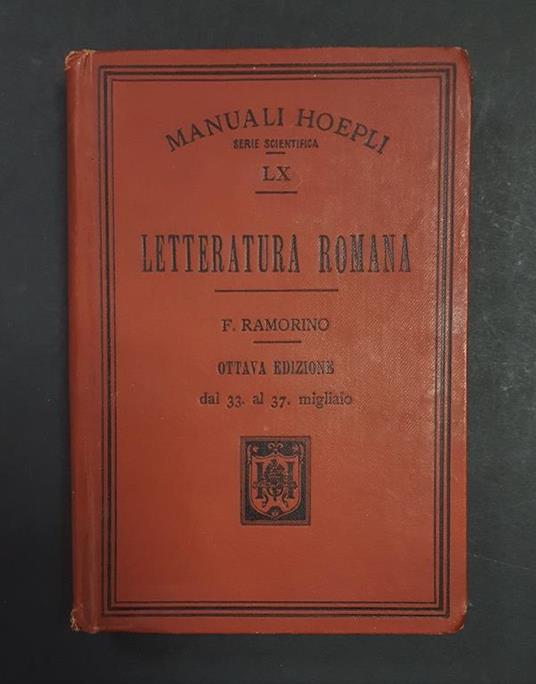 MANUALI HOEPLI
SERIE SCIENTIFICA
LX
LETTERATURA ROMANA
F. RAMORINO
OTTAVA EDIZIONE
dal 33. al 37. migliaio
H